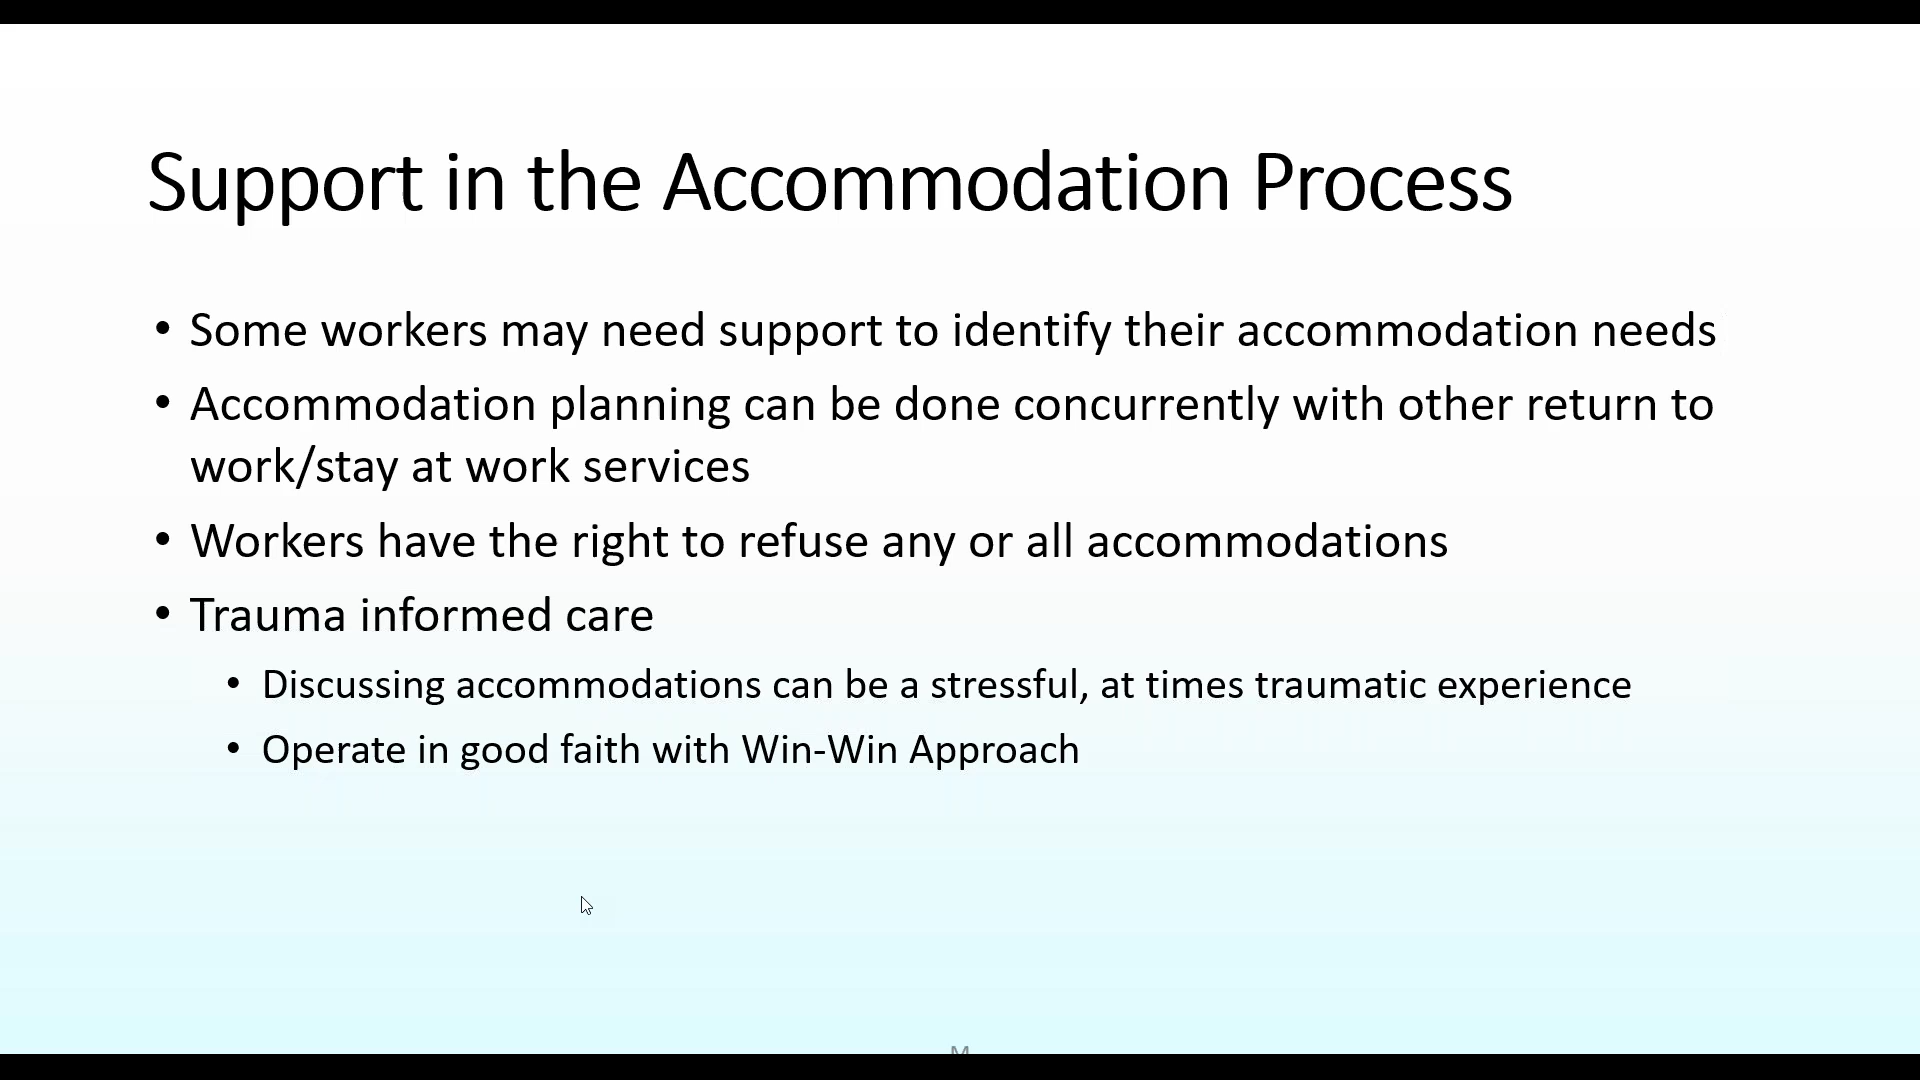 Support in the Accommodation Process
• Some workers may need support to identify their accommodation needs
• Accommodation planning can be done concurrently with other return to
work/stay at work services
• Workers have the right to refuse any or all accommodations
• Trauma informed care
• Discussing accommodations can be a stressful, at times traumatic experience
• Operate in good faith with Win-Win Approach